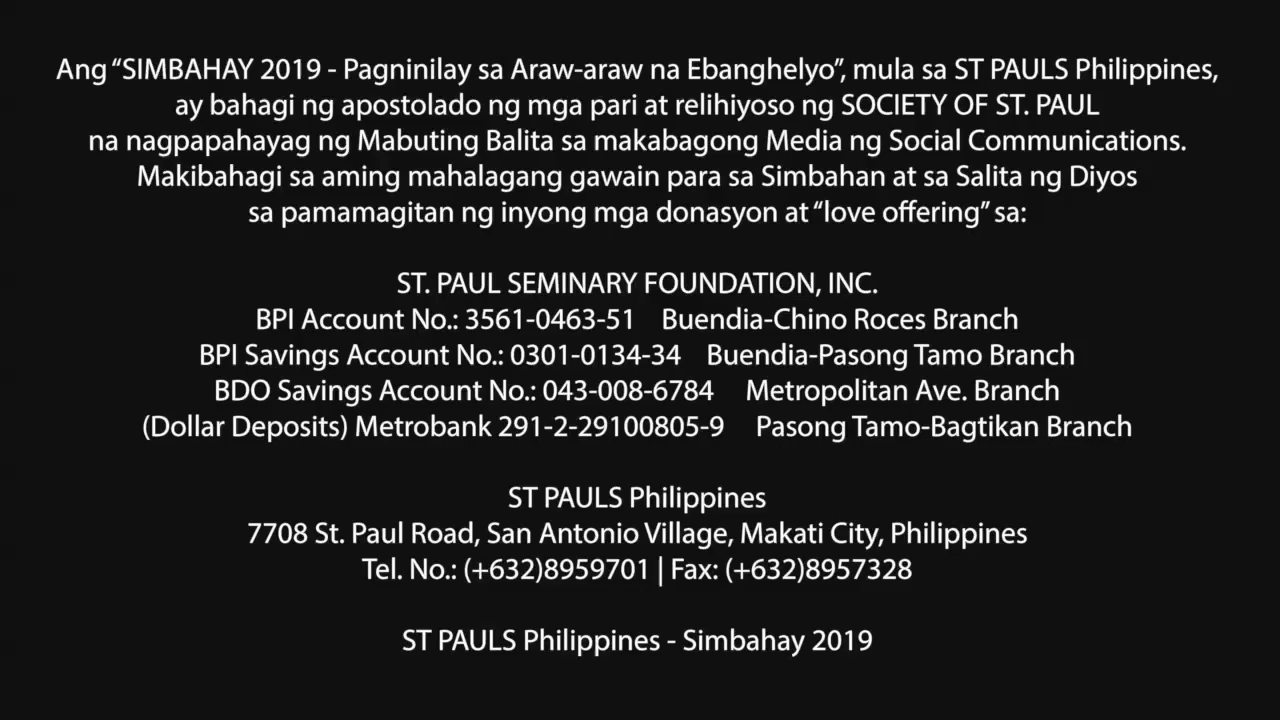 Ang “SIMBAHAY 2019 - Pagninilay sa Araw-araw na Ebanghelyo”, mula sa ST PAULS Philippines,
ay bahagi ng apostolado ng mga pari at relihiyoso ng SOCIETY OF ST. PAUL
na nagpapahayag ng Mabuting Balita sa makabagong Media ng Social Communications.
Makibahagi sa aming mahalagang gawain para sa Simbahan at sa Salita ng Diyos
sa pamamagitan ng inyong mga donasyon at “love offering” sa:
ST. PAUL SEMINARY FOUNDATION, INC.
BPI Account No.: 3561-0463-51 Buendia-Chino Roces Branch
BPI Savings Account No.: 0301-0134-34 Buendia-Pasong Tamo Branch
BDO Savings Account No.: 043-008-6784 Metropolitan Ave. Branch
(Dollar Deposits) Metrobank 291-2-29100805-9 Pasong Tamo-Bagtikan Branch
ST PAULS Philippines
7708 St. Paul Road, San Antonio Village, Makati City, Philippines
Tel. No.: (+632)8959701 | Fax: (+632)8957328
ST PAULS Philippines - Simbahay 2019